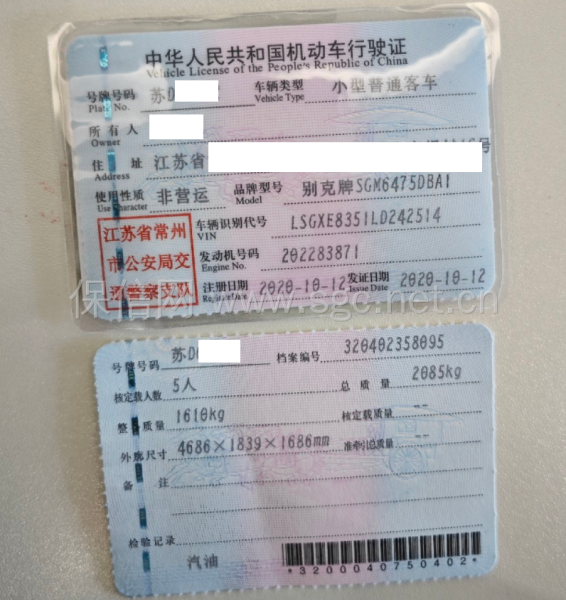 中华人民共和国机动车行驶证
Vehicle License of the People's Republic of China
号牌号码 苏D 车辆类型 小型普通客车
Plate No. Vehicle Type
所有人
Owner
住址 江苏省 号
Address
使用性质 非营运 品牌型号 别克牌SGM6475DBA1
Use Character Model
江苏省常州
市公安局交
通警察支队
车辆识别代号 LSGXE8351LD242514
VIN
发动机号码 202283871
Engine No.
注册日期 2020-10-12 发证日期 2020-10-12
Register Date Issue Date
保信网www.sgc.net.cn
号牌号码 苏D 档案编号 320402358095
核定载人数 5人 总质量 2085kg
整备质量 1610kg 核定载质量 --
外廓尺寸 4686×1839×1686mm 准牵引总质量 --
备注
检验记录
汽油
*3200040750402*